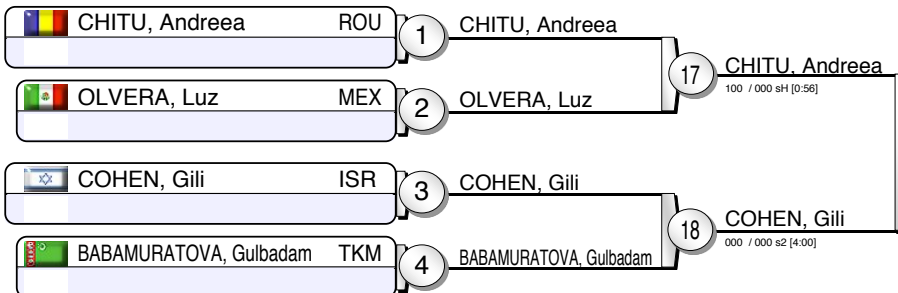 CHITU, Andreea ROU
1
CHITU, Andreea
17
CHITU, Andreea
100 / 000 sH [0:56]
OLVERA, Luz MEX
2
OLVERA, Luz
COHEN, Gili ISR
3
COHEN, Gili
18
COHEN, Gili
000 / 000 s2 [4:00]
BABAMURATOVA, Gulbadam TKM
4
BABAMURATOVA, Gulbadam